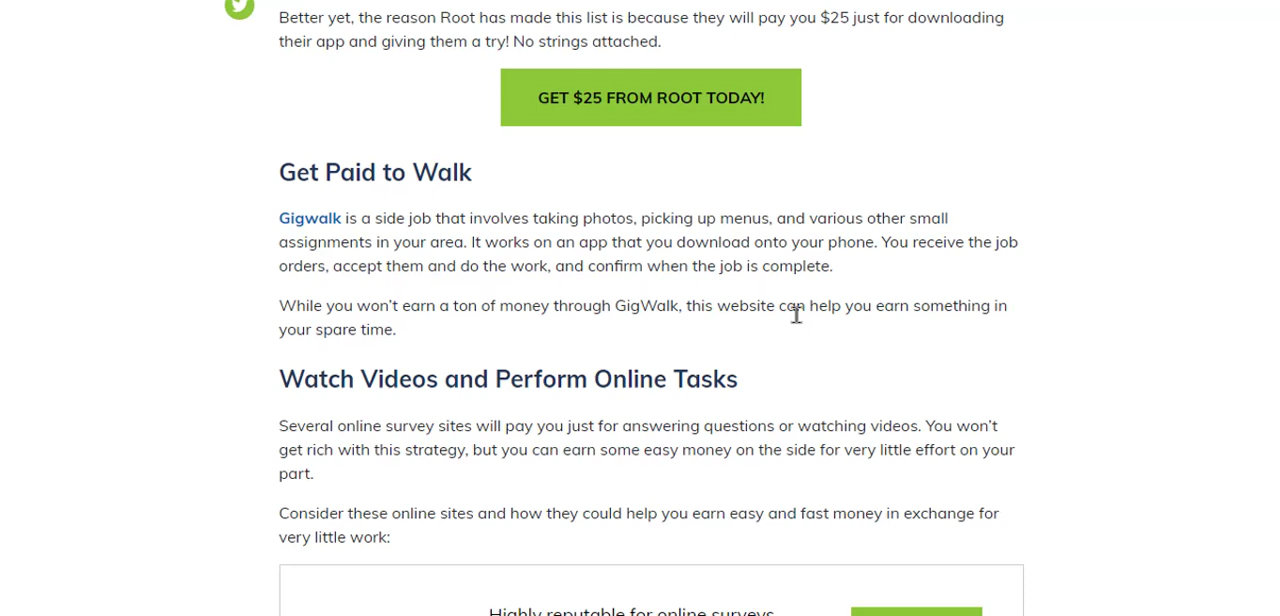 Better yet, the reason Root has made this list is because they will pay you $25 just for downloading
their app and giving them a try! No strings attached.
GET $25 FROM ROOT TODAY!
Get Paid to Walk
Gigwalk is a side job that involves taking photos, picking up menus, and various other small
assignments in your area. It works on an app that you download onto your phone. You receive the job
orders, accept them and do the work, and confirm when the job is complete.
While you won’t earn a ton of money through GigWalk, this website can help you earn something in
your spare time.
Watch Videos and Perform Online Tasks
Several online survey sites will pay you just for answering questions or watching videos. You won’t
get rich with this strategy, but you can earn some easy money on the side for very little effort on your
part.
Consider these online sites and how they could help you earn easy and fast money in exchange for
very little work:
Highly reputable for online surveys